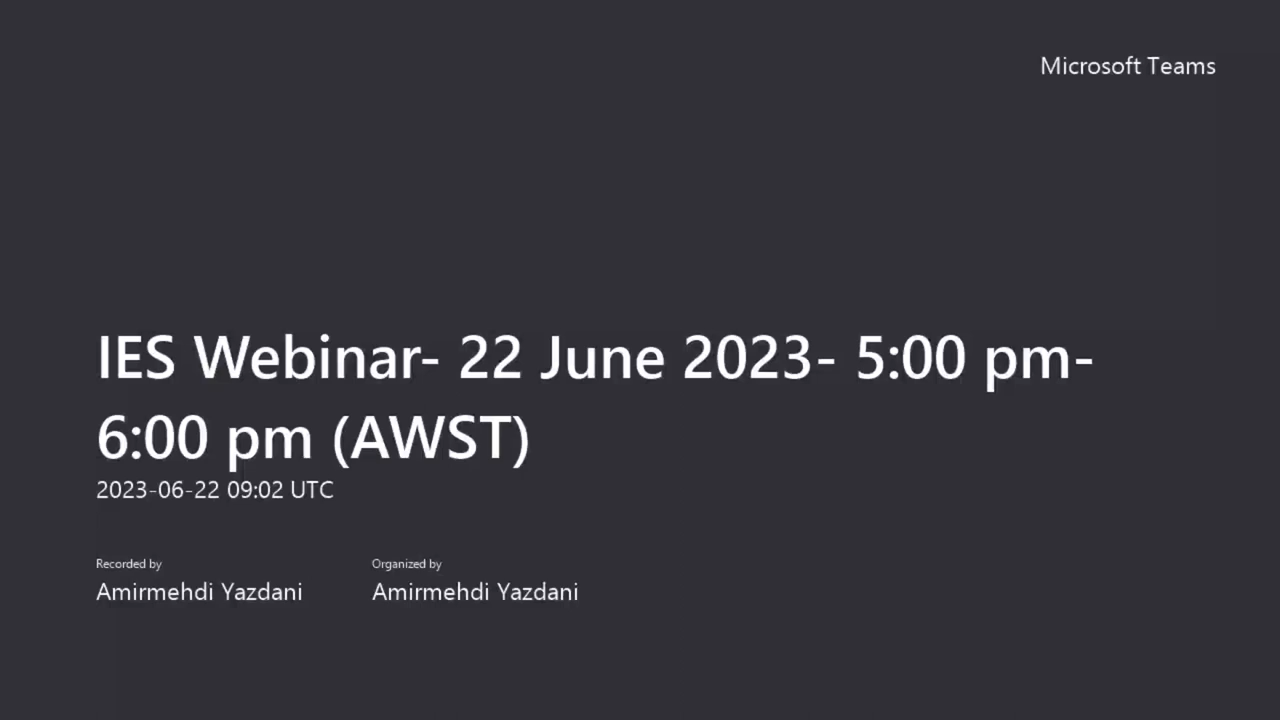 Microsoft Teams
IES Webinar- 22 June 2023- 5:00 pm-
6:00 pm (AWST)
2023-06-22 09:02 UTC
Recorded by
Organized by
Amirmehdi Yazdani
Amirmehdi Yazdani